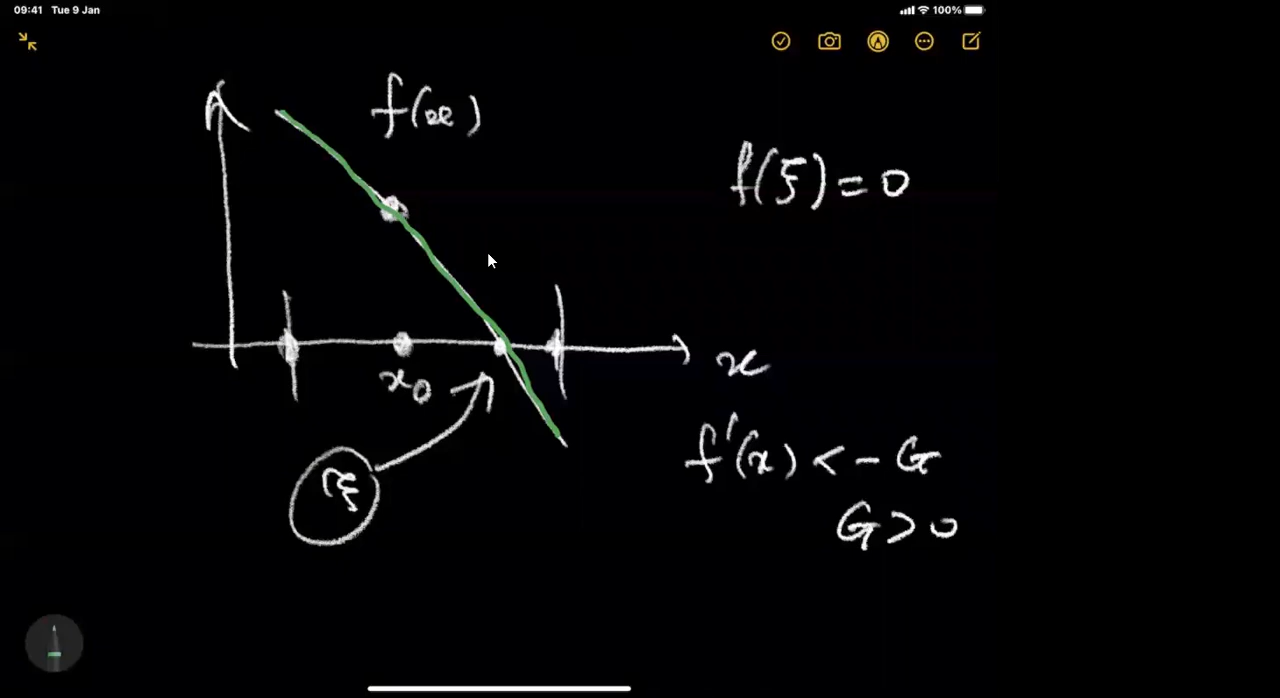 09:41 Tue 9 Jan 100%
f(x)
f(ξ) = 0
x₀
x
ξ
f'(x) < - G
G > 0